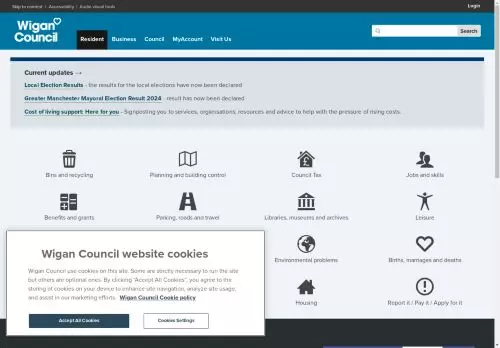 Skip to content | Accessibility | Audio visual tools
Login
Wigan
Council
Resident Business Council MyAccount Visit Us
Search
Current updates →
Local Election Results - the results for the local elections have now been declared
Greater Manchester Mayoral Election Result 2024 - result has now been declared
Cost of living support: Here for you - Signposting you to services, organisations, resources and advice to help with the pressure of rising costs.
Bins and recycling
Planning and building control
Council Tax
Jobs and skills
Benefits and grants
Parking, roads and travel
Libraries, museums and archives
Leisure
Environmental problems
Births, marriages and deaths
Housing
Report it / Pay it / Apply for it
Wigan Council website cookies
Wigan Council use cookies on this site. Some are strictly necessary to run the site
but others are optional ones. By clicking "Accept All Cookies", you agree to the
storing of cookies on your device to enhance site navigation, analyze site usage,
and assist in our marketing efforts. Wigan Council Cookie policy
Accept All Cookies
Cookies Settings